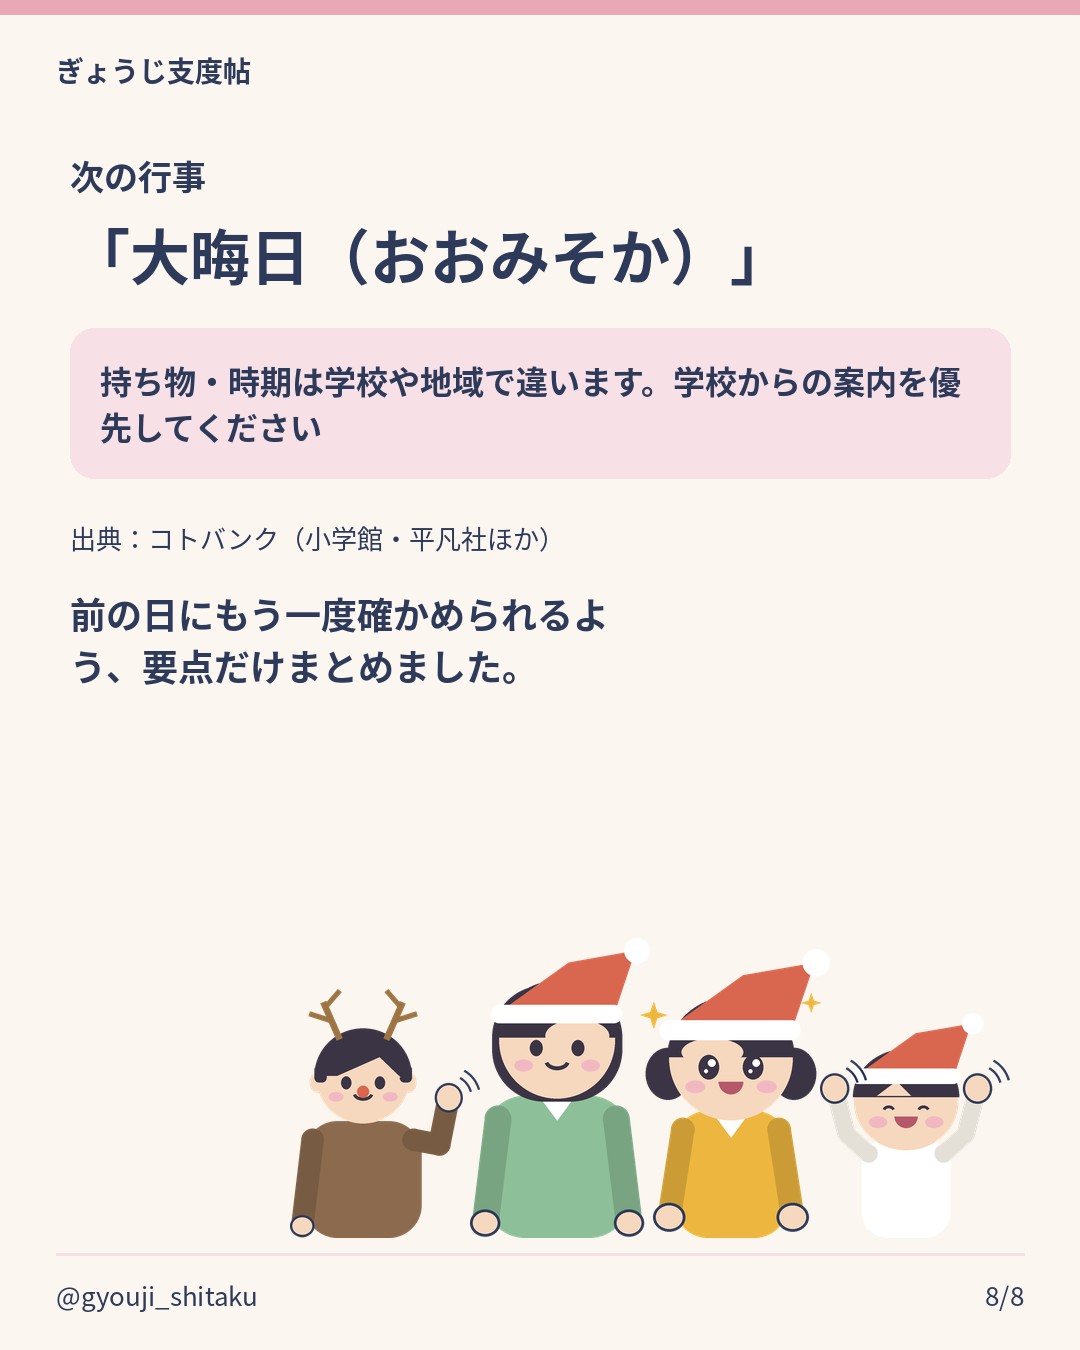 ぎょうじ支度帖
次の行事
「大晦日（おおみそか）」
持ち物・時期は学校や地域で違います。学校からの案内を優
先してください
出典：コトバンク（小学館・平凡社ほか）
前の日にもう一度確かめられるよ
う、要点だけまとめました。
@gyouji_shitaku
8/8